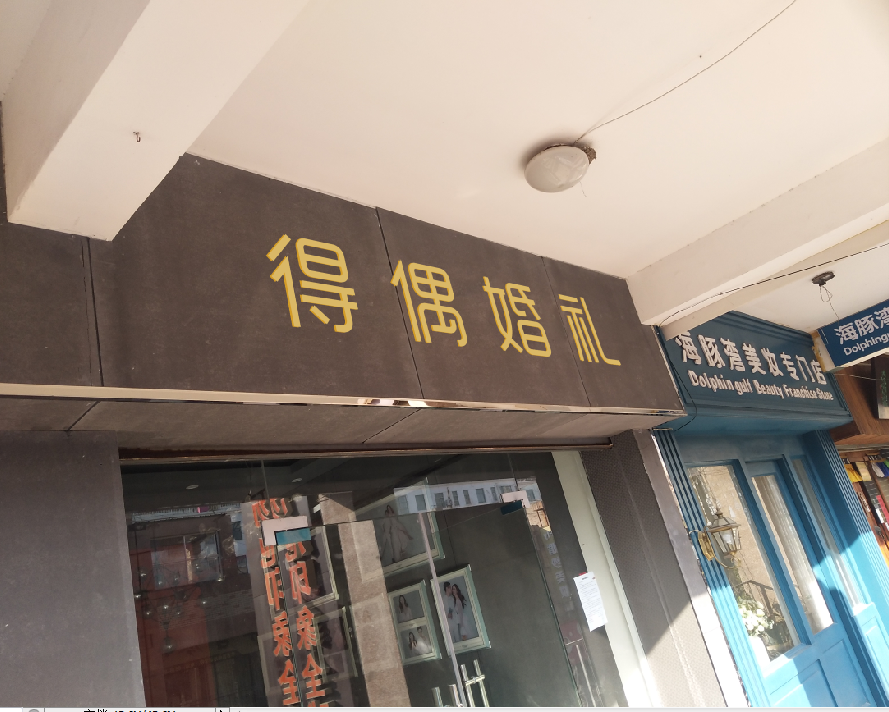 得偶婚礼
海豚湾美妆专门店
Dolphin gulf Beauty Franchise Store
海豚湾
Dolphing